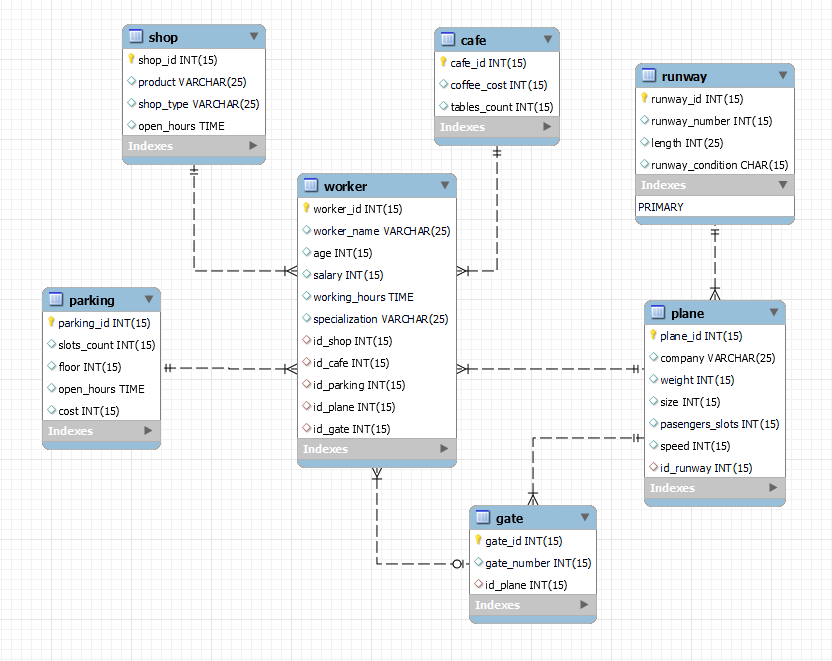 shop
shop_id INT(15)
product VARCHAR(25)
shop_type VARCHAR(25)
open_hours TIME
Indexes
cafe
cafe_id INT(15)
coffee_cost INT(15)
tables_count INT(15)
Indexes
runway
runway_id INT(15)
runway_number INT(15)
length INT(25)
runway_condition CHAR(15)
Indexes
PRIMARY
worker
worker_id INT(15)
worker_name VARCHAR(25)
age INT(15)
salary INT(15)
working_hours TIME
specialization VARCHAR(25)
id_shop INT(15)
id_cafe INT(15)
id_parking INT(15)
id_plane INT(15)
id_gate INT(15)
Indexes
parking
parking_id INT(15)
slots_count INT(15)
floor INT(15)
open_hours TIME
cost INT(15)
Indexes
plane
plane_id INT(15)
company VARCHAR(25)
weight INT(15)
size INT(15)
pasengers_slots INT(15)
speed INT(15)
id_runway INT(15)
Indexes
gate
gate_id INT(15)
gate_number INT(15)
id_plane INT(15)
Indexes